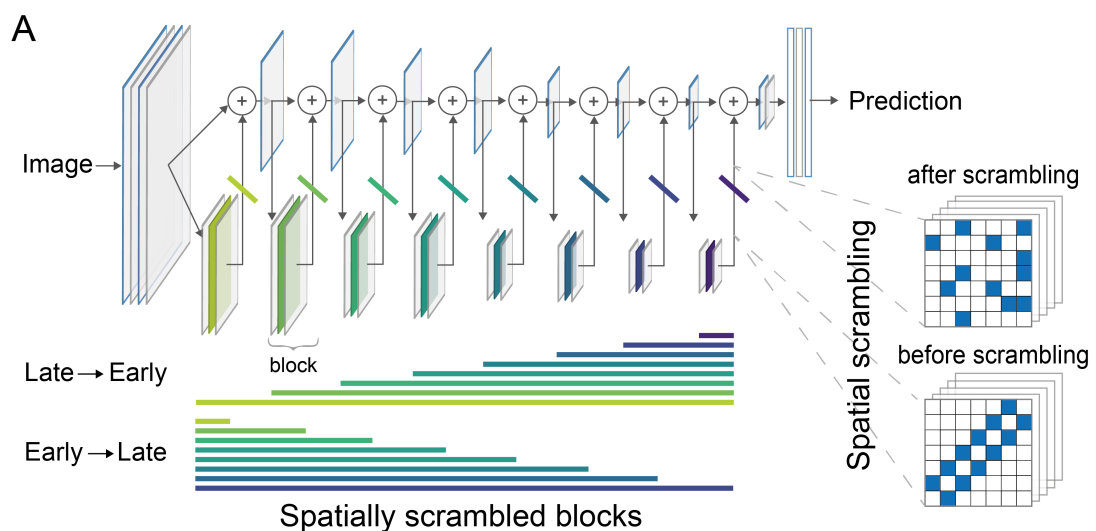 A
Image
Prediction
after scrambling
Spatial scrambling
before scrambling
block
Late → Early
Early → Late
Spatially scrambled blocks